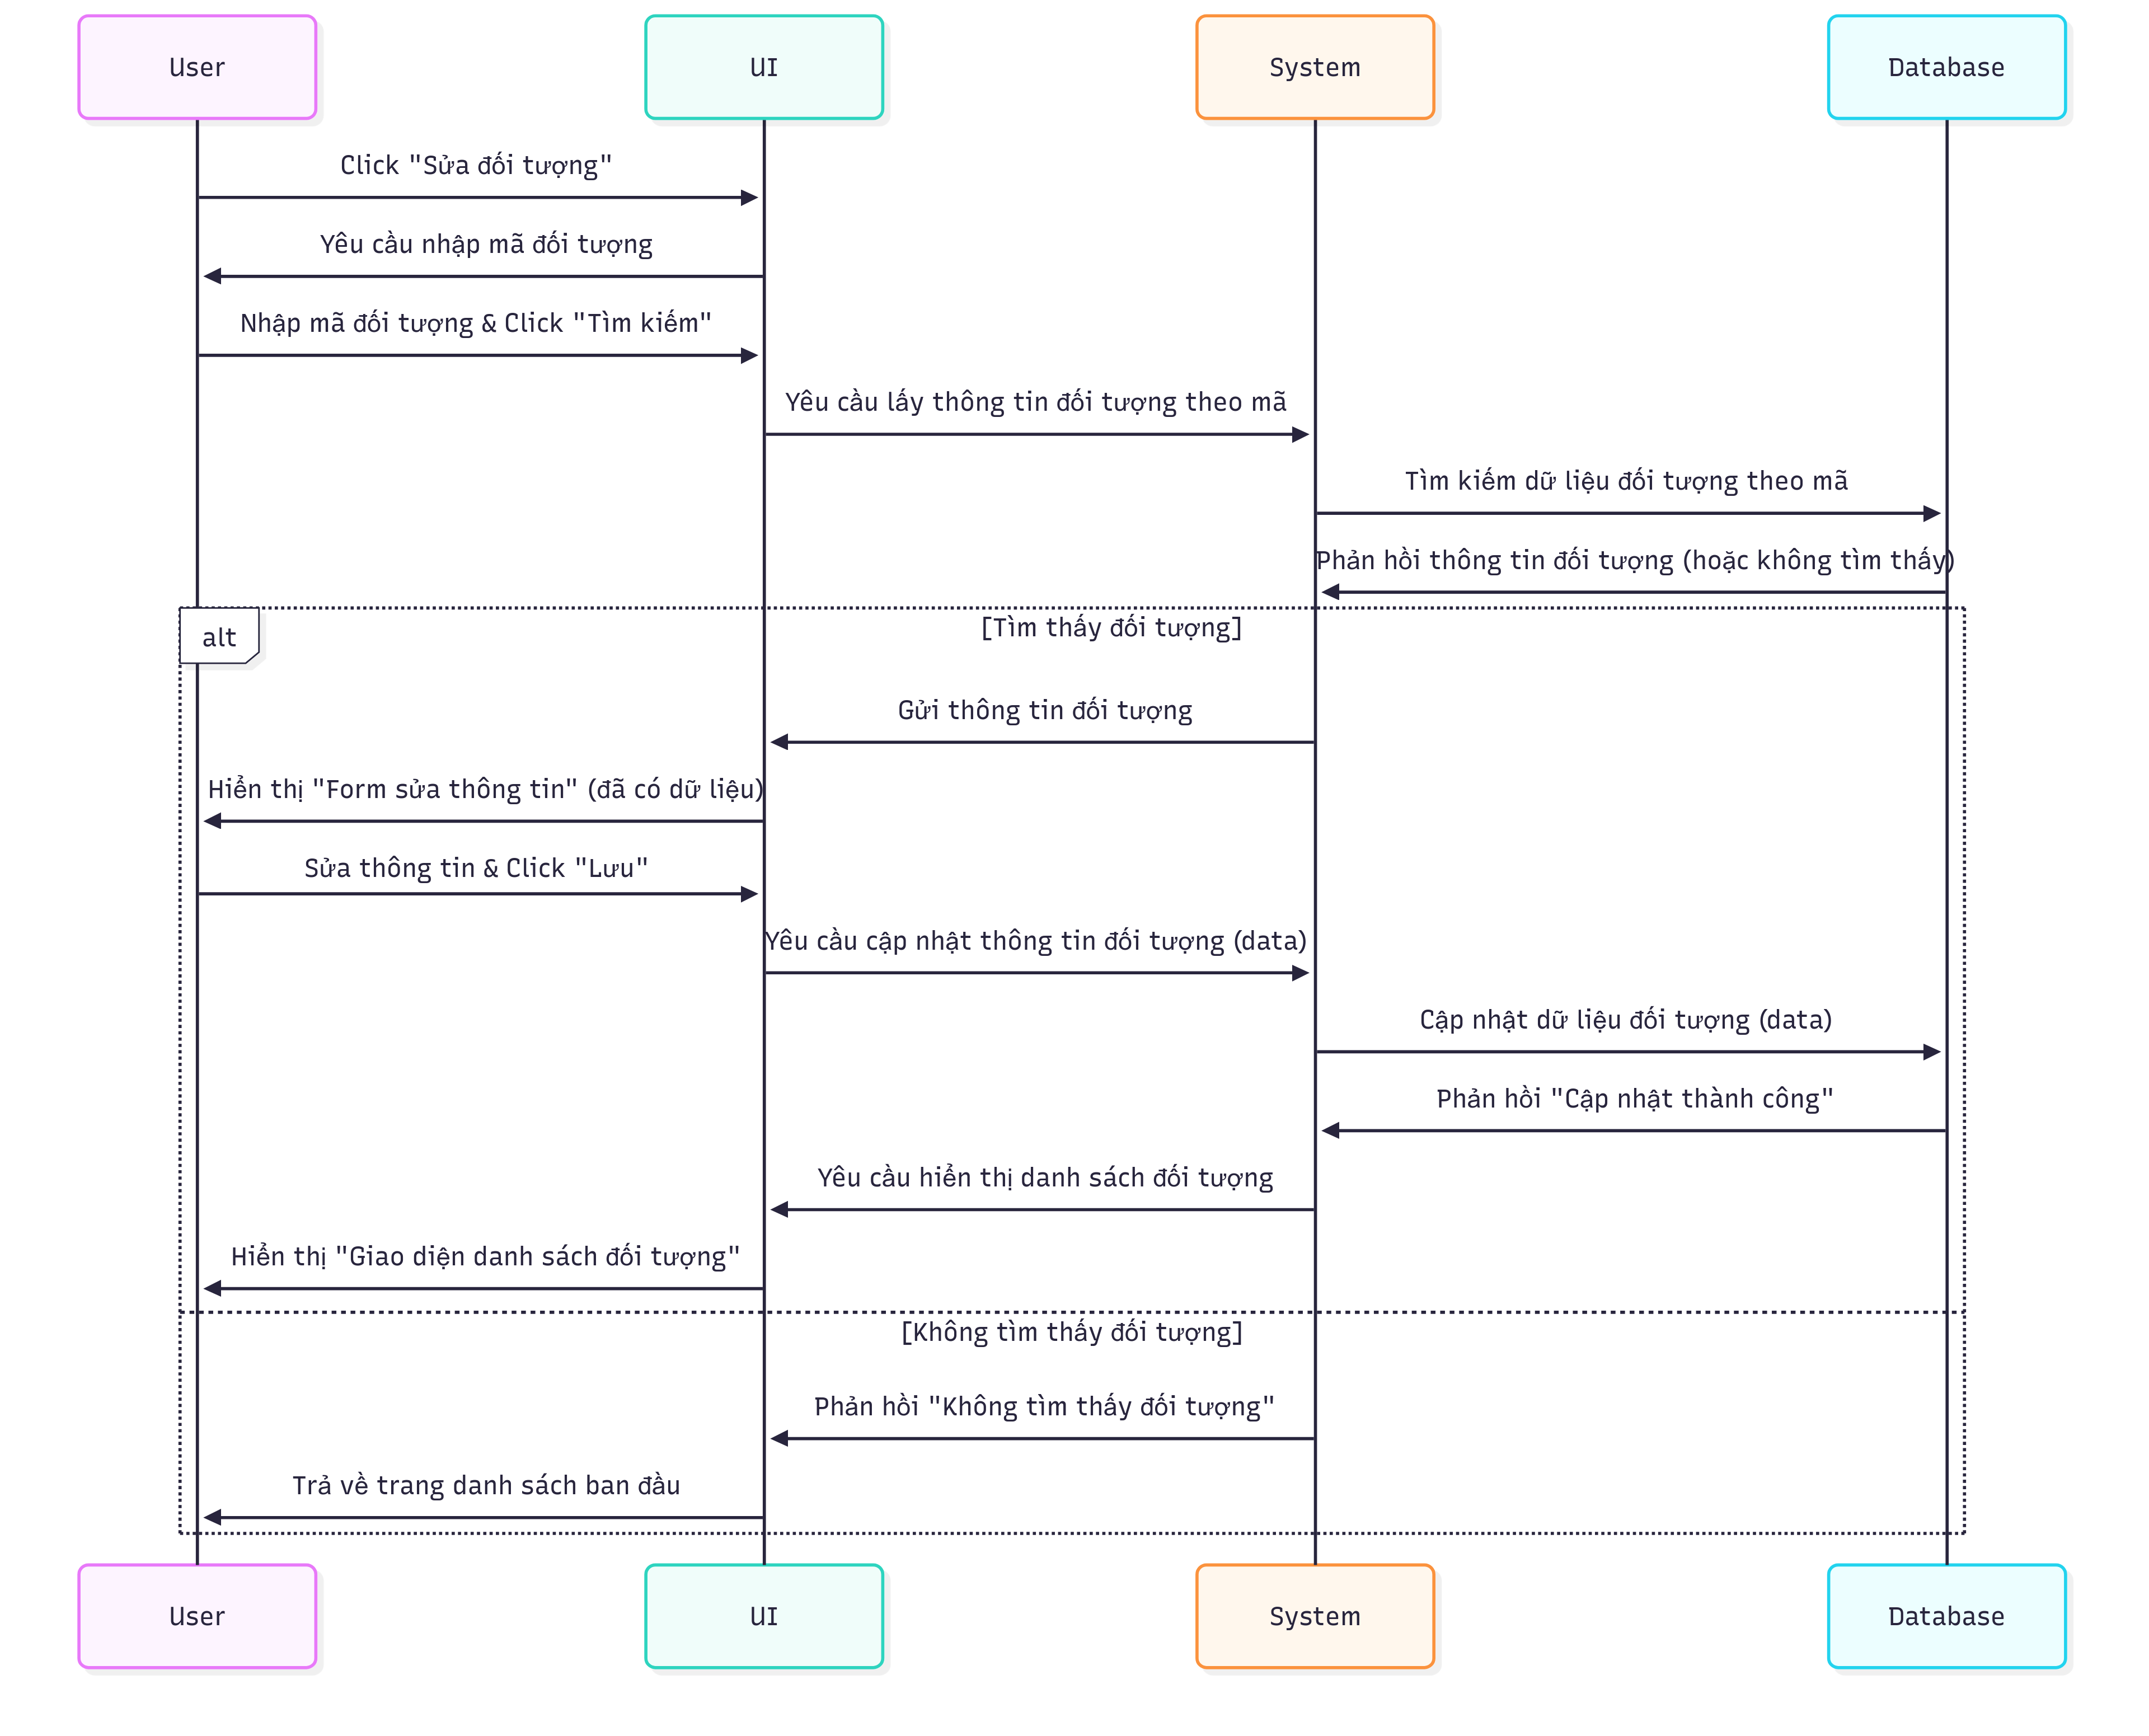 User
UI
System
Database
Click "Sửa đối tượng"
Yêu cầu nhập mã đối tượng
Nhập mã đối tượng & Click "Tìm kiếm"
Yêu cầu lấy thông tin đối tượng theo mã
Tìm kiếm dữ liệu đối tượng theo mã
Phản hồi thông tin đối tượng (hoặc không tìm thấy)
alt
[Tìm thấy đối tượng]
Gửi thông tin đối tượng
Hiển thị "Form sửa thông tin" (đã có dữ liệu)
Sửa thông tin & Click "Lưu"
Yêu cầu cập nhật thông tin đối tượng (data)
Cập nhật dữ liệu đối tượng (data)
Phản hồi "Cập nhật thành công"
Yêu cầu hiển thị danh sách đối tượng
Hiển thị "Giao diện danh sách đối tượng"
[Không tìm thấy đối tượng]
Phản hồi "Không tìm thấy đối tượng"
Trả về trang danh sách ban đầu
User
UI
System
Database